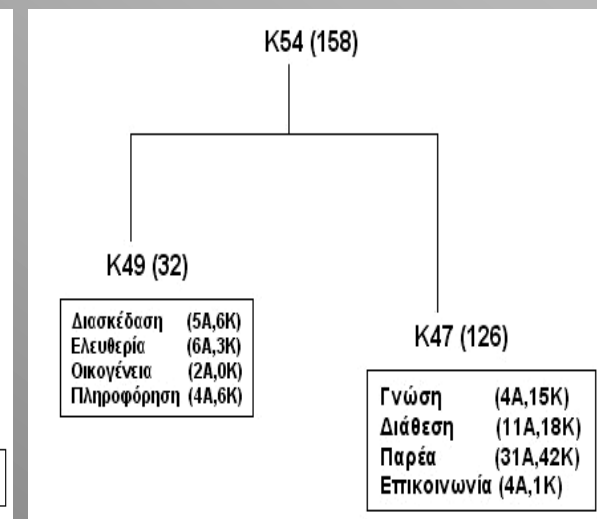 K54 (158)
K49 (32)
Διασκέδαση (5Α,6Κ)
Ελευθερία (6Α,3Κ)
Οικογένεια (2Α,0Κ)
Πληροφόρηση (4Α,6Κ)
K47 (126)
Γνώση (4Α,15Κ)
Διάθεση (11Α,18Κ)
Παρέα (31Α,42Κ)
Επικοινωνία (4Α,1Κ)